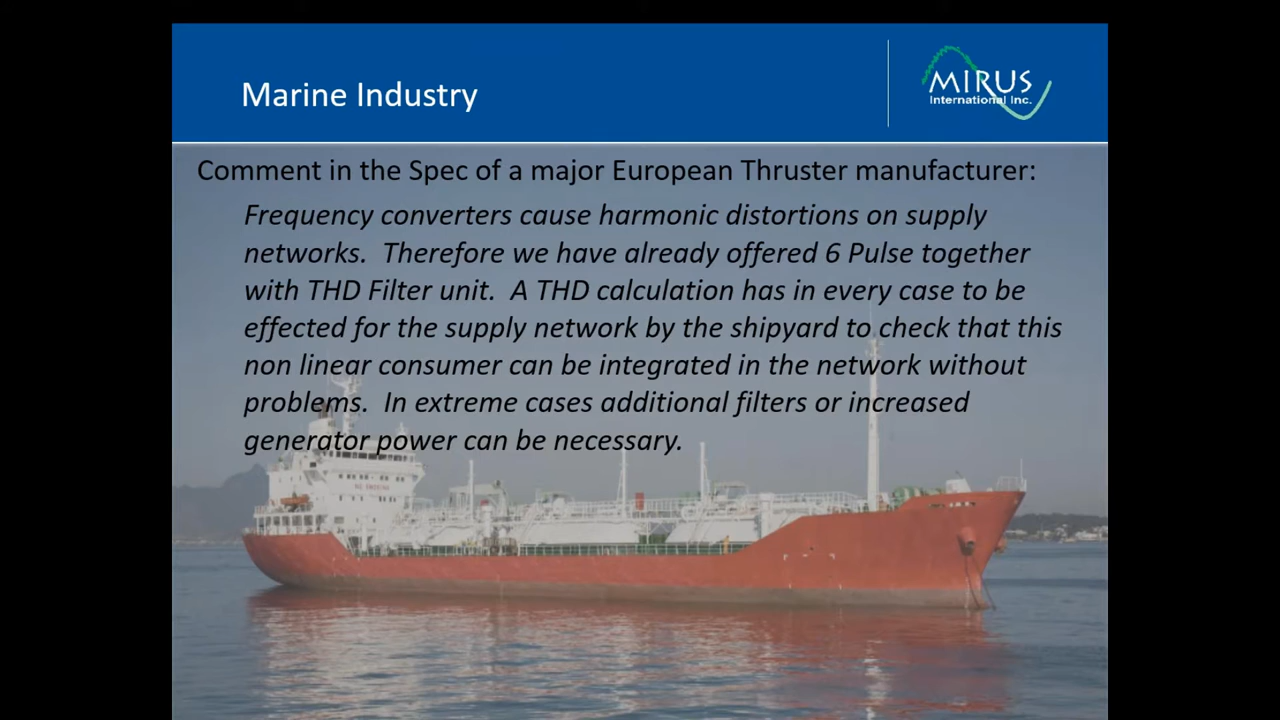 Marine Industry
MIRUS
International Inc.
Comment in the Spec of a major European Thruster manufacturer:
Frequency converters cause harmonic distortions on supply
networks.  Therefore we have already offered 6 Pulse together
with THD Filter unit.  A THD calculation has in every case to be
effected for the supply network by the shipyard to check that this
non linear consumer can be integrated in the network without
problems.  In extreme cases additional filters or increased
generator power can be necessary.
NO SMOKING